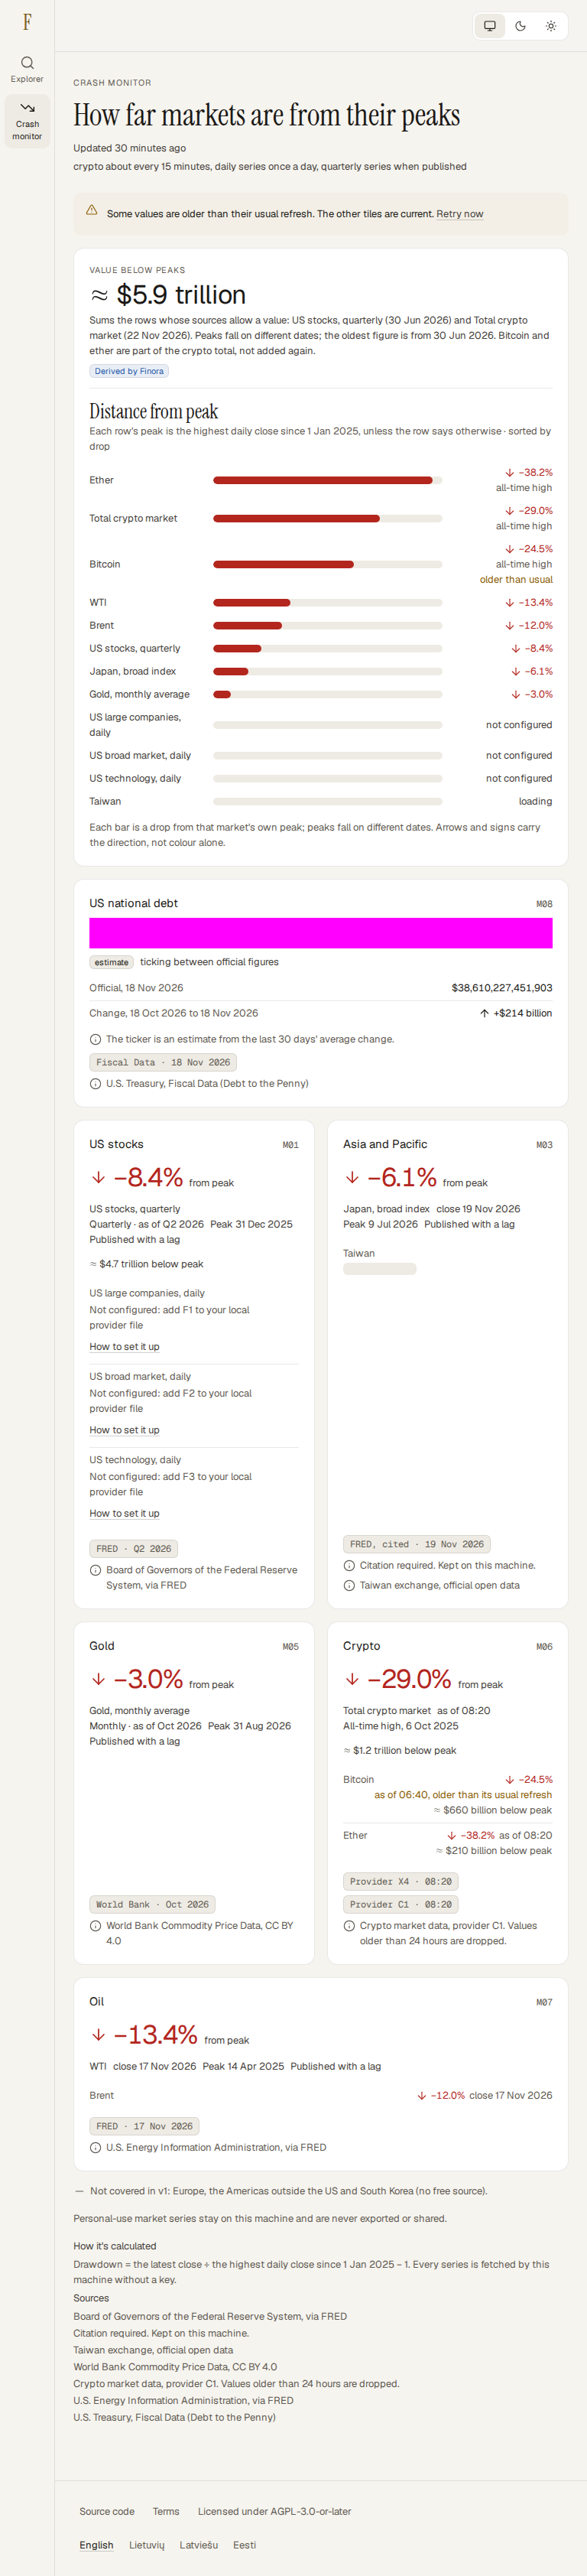 F
Explorer
Crash
monitor
CRASH MONITOR
How far markets are from their peaks
Updated 30 minutes ago
crypto about every 15 minutes, daily series once a day, quarterly series when published
Some values are older than their usual refresh. The other tiles are current. Retry now
VALUE BELOW PEAKS
≈ $5.9 trillion
Sums the rows whose sources allow a value: US stocks, quarterly (30 Jun 2026) and Total crypto
market (22 Nov 2026). Peaks fall on different dates; the oldest figure is from 30 Jun 2026. Bitcoin and
ether are part of the crypto total, not added again.
Derived by Finora
Distance from peak
Each row's peak is the highest daily close since 1 Jan 2025, unless the row says otherwise · sorted by
drop
Ether ↓ −38.2%
all-time high
Total crypto market ↓ −29.0%
all-time high
Bitcoin ↓ −24.5%
all-time high
older than usual
WTI ↓ −13.4%
Brent ↓ −12.0%
US stocks, quarterly ↓ −8.4%
Japan, broad index ↓ −6.1%
Gold, monthly average ↓ −3.0%
US large companies,
daily not configured
US broad market, daily not configured
US technology, daily not configured
Taiwan loading
Each bar is a drop from that market's own peak; peaks fall on different dates. Arrows and signs carry
the direction, not colour alone.
US national debt M08
estimate ticking between official figures
Official, 18 Nov 2026 $38,610,227,451,903
Change, 18 Oct 2026 to 18 Nov 2026 ↑ +$214 billion
The ticker is an estimate from the last 30 days' average change.
Fiscal Data · 18 Nov 2026
U.S. Treasury, Fiscal Data (Debt to the Penny)
US stocks M01
↓ −8.4% from peak
US stocks, quarterly
Quarterly · as of Q2 2026 Peak 31 Dec 2025
Published with a lag
≈ $4.7 trillion below peak
US large companies, daily
Not configured: add F1 to your local
provider file
How to set it up
US broad market, daily
Not configured: add F2 to your local
provider file
How to set it up
US technology, daily
Not configured: add F3 to your local
provider file
How to set it up
FRED · Q2 2026
Board of Governors of the Federal Reserve
System, via FRED
Asia and Pacific M03
↓ −6.1% from peak
Japan, broad index close 19 Nov 2026
Peak 9 Jul 2026 Published with a lag
Taiwan
FRED, cited · 19 Nov 2026
Citation required. Kept on this machine.
Taiwan exchange, official open data
Gold M05
↓ −3.0% from peak
Gold, monthly average
Monthly · as of Oct 2026 Peak 31 Aug 2026
Published with a lag
World Bank · Oct 2026
World Bank Commodity Price Data, CC BY
4.0
Crypto M06
↓ −29.0% from peak
Total crypto market as of 08:20
All-time high, 6 Oct 2025
≈ $1.2 trillion below peak
Bitcoin ↓ −24.5%
as of 06:40, older than its usual refresh
≈ $660 billion below peak
Ether ↓ −38.2% as of 08:20
≈ $210 billion below peak
Provider X4 · 08:20
Provider C1 · 08:20
Crypto market data, provider C1. Values
older than 24 hours are dropped.
Oil M07
↓ −13.4% from peak
WTI close 17 Nov 2026 Peak 14 Apr 2025 Published with a lag
Brent ↓ −12.0% close 17 Nov 2026
FRED · 17 Nov 2026
U.S. Energy Information Administration, via FRED
— Not covered in v1: Europe, the Americas outside the US and South Korea (no free source).
Personal-use market series stay on this machine and are never exported or shared.
How it's calculated
Drawdown = the latest close ÷ the highest daily close since 1 Jan 2025 − 1. Every series is fetched by this
machine without a key.
Sources
Board of Governors of the Federal Reserve System, via FRED
Citation required. Kept on this machine.
Taiwan exchange, official open data
World Bank Commodity Price Data, CC BY 4.0
Crypto market data, provider C1. Values older than 24 hours are dropped.
U.S. Energy Information Administration, via FRED
U.S. Treasury, Fiscal Data (Debt to the Penny)
Source code Terms Licensed under AGPL-3.0-or-later
English Lietuvių Latviešu Eesti